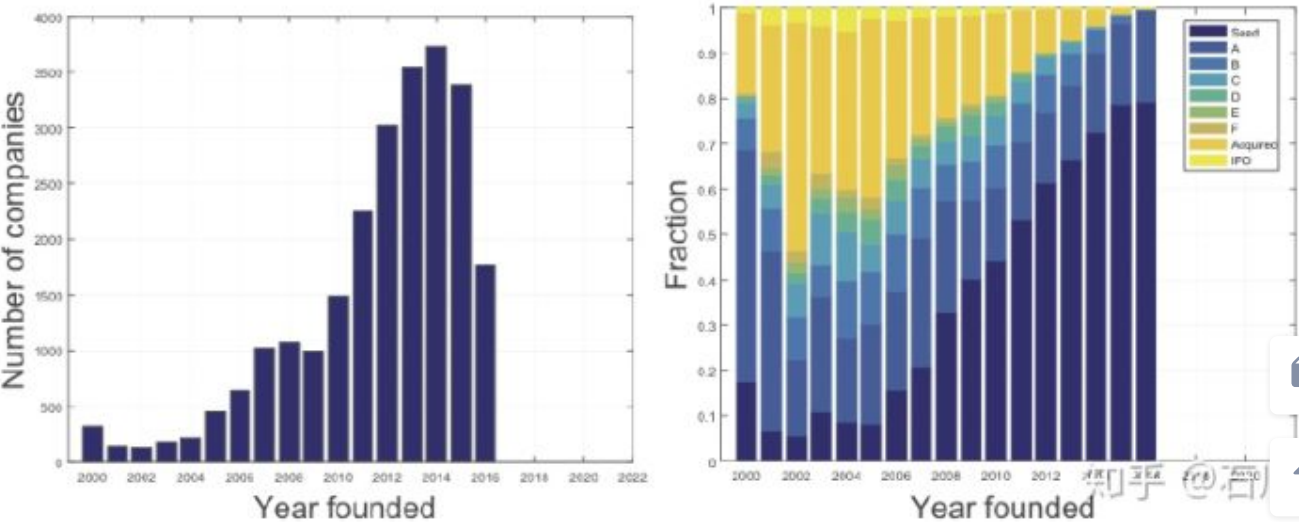 4000
3500
3000
2500
2000
1500
1000
500
0
Number of companies
2000 2002 2004 2006 2008 2010 2012 2014 2016 2018 2020 2022
Year founded
1
0.9
0.8
0.7
0.6
0.5
0.4
0.3
0.2
0.1
0
Fraction
2000 2002 2004 2006 2008 2010 2012
Year founded
Seed
A
B
C
D
E
F
Acquired
IPO
知乎 @石